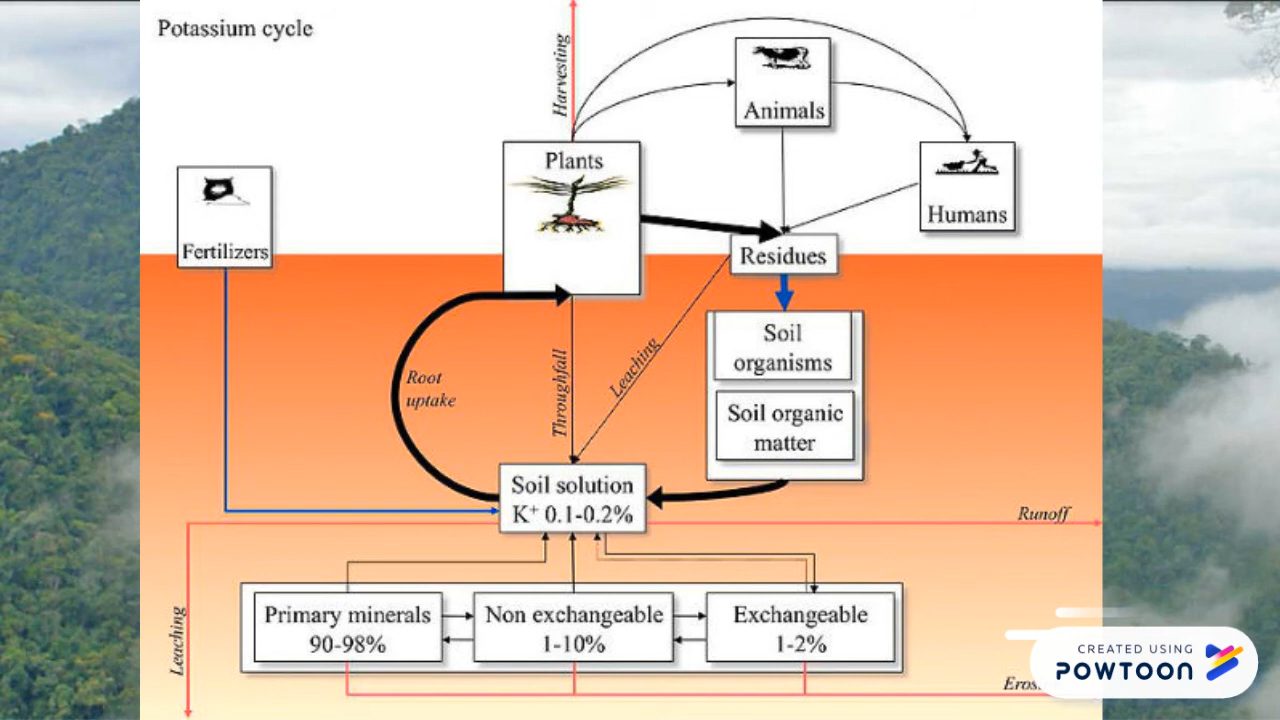 Potassium cycle
Harvesting
Animals
Plants
Humans
Fertilizers
Residues
Soil
organisms
Root
uptake
Throughfall
Leaching
Soil organic
matter
Soil solution
K⁺ 0.1-0.2%
Runoff
Leaching
Primary minerals
90-98%
Non exchangeable
1-10%
Exchangeable
1-2%
CREATED USING
POWTOON